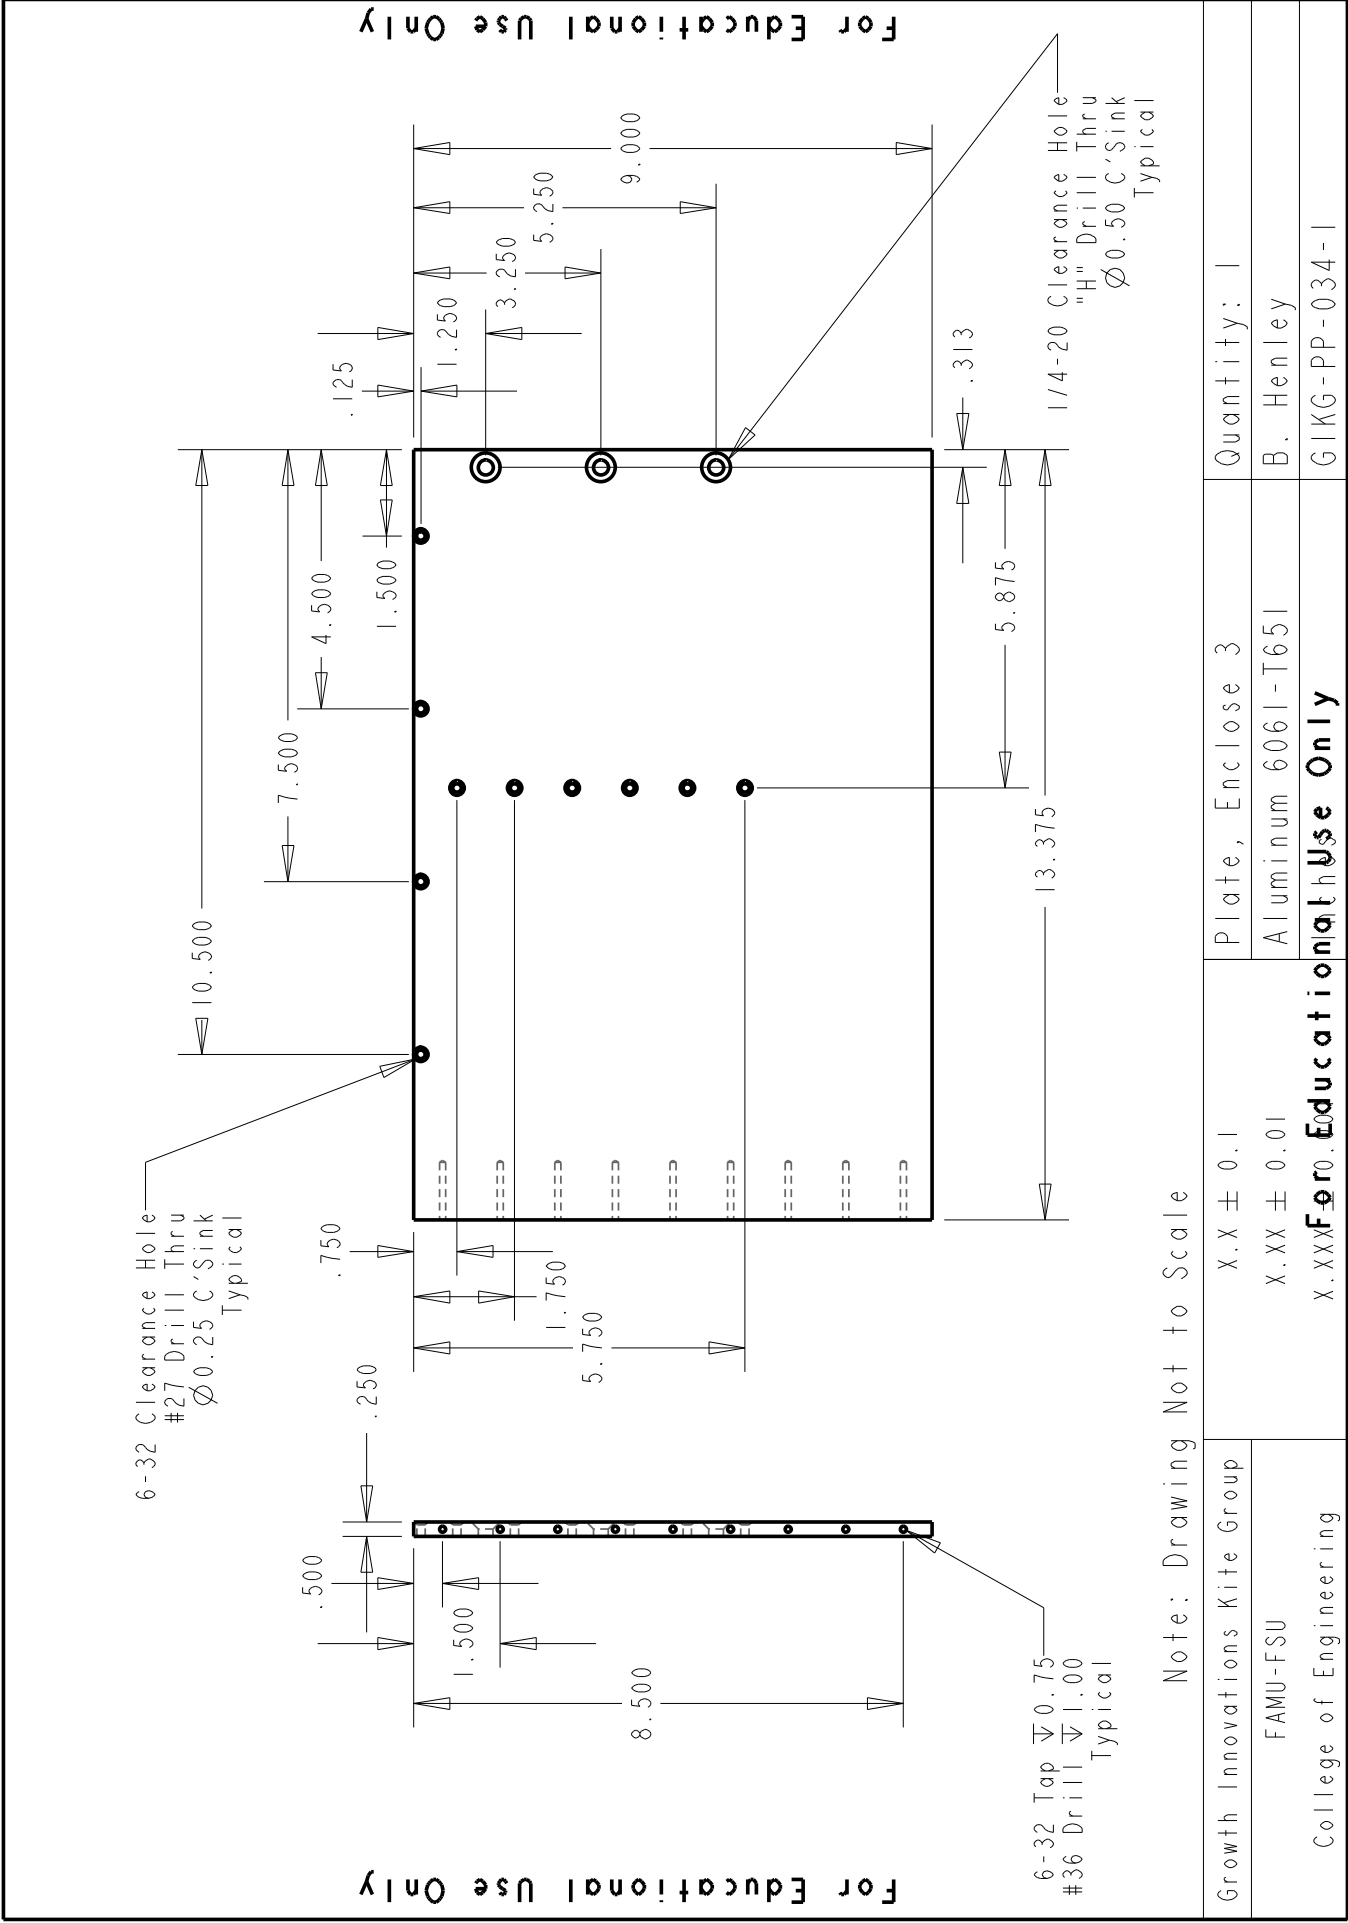 For Educational Use Only
6-32 Clearance Hole
#27 Drill Thru
Ø0.25 C'Sink
Typical
10.500
7.500
4.500
1.500
.125
1.250
3.250
5.250
9.000
1/4-20 Clearance Hole
"H" Drill Thru
Ø0.50 C'Sink
Typical
.313
5.875
13.375
.750
1.750
5.750
.250
.500
1.500
8.500
6-32 Tap ↧0.75
#36 Drill ↧1.00
Typical
Note: Drawing Not to Scale
Growth Innovations Kite Group
FAMU-FSU
College of Engineering
X.X ± 0.1
X.XX ± 0.01
X.XXX
Plate, Enclose 3
Aluminum 6061-T651
Quantity: 1
B. Henley
GIKG-PP-034-1
For Educational Use Only
For Educational Use Only